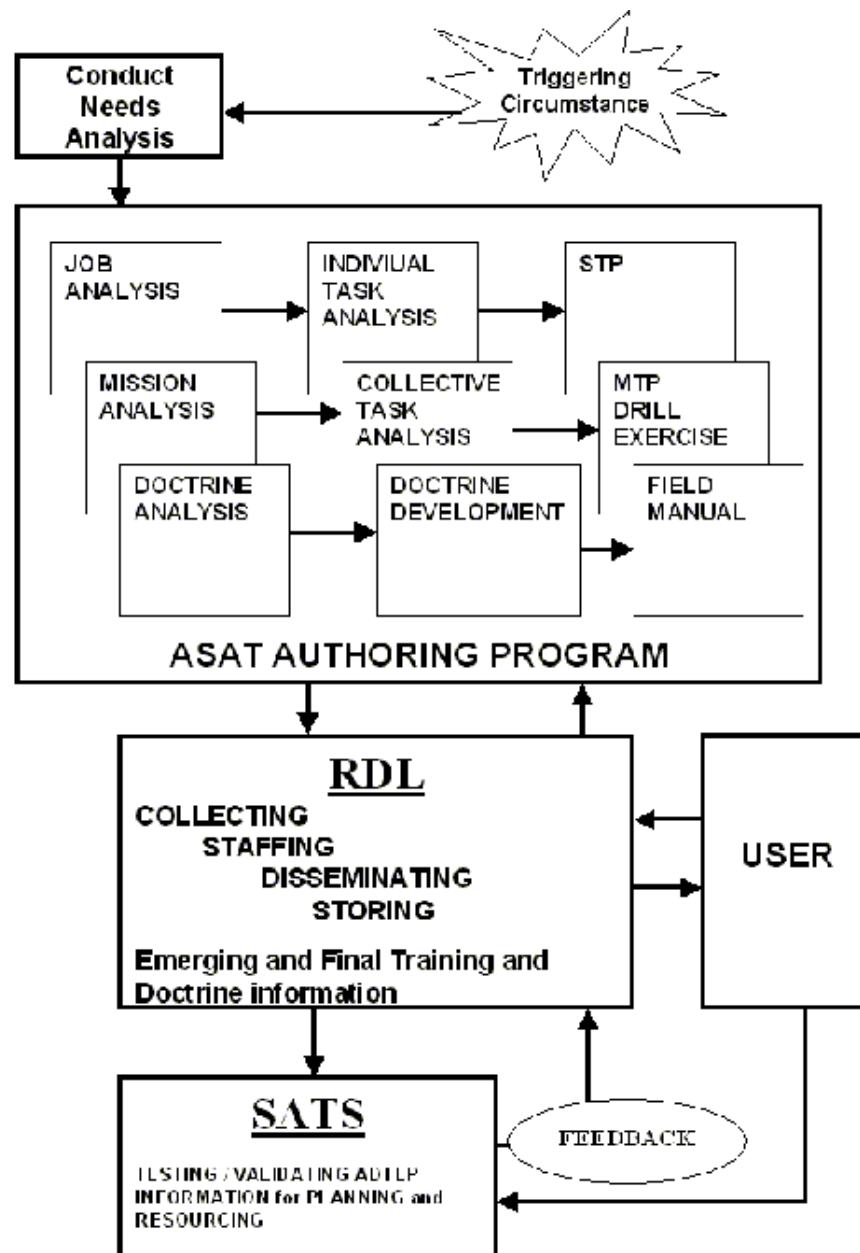 Triggering
Circumstance
Conduct
Needs
Analysis
JOB
ANALYSIS
INDIVIUAL
TASK
ANALYSIS
STP
MISSION
ANALYSIS
COLLECTIVE
TASK
ANALYSIS
MTP
DRILL
EXERCISE
DOCTRINE
ANALYSIS
DOCTRINE
DEVELOPMENT
FIELD
MANUAL
ASAT AUTHORING PROGRAM
RDL
COLLECTING
STAFFING
DISSEMINATING
STORING
Emerging and Final Training and
Doctrine information
USER
SATS
TESTING / VALIDATING
INFORMATION for PLANNING and
RESOURCING
FEEDBACK